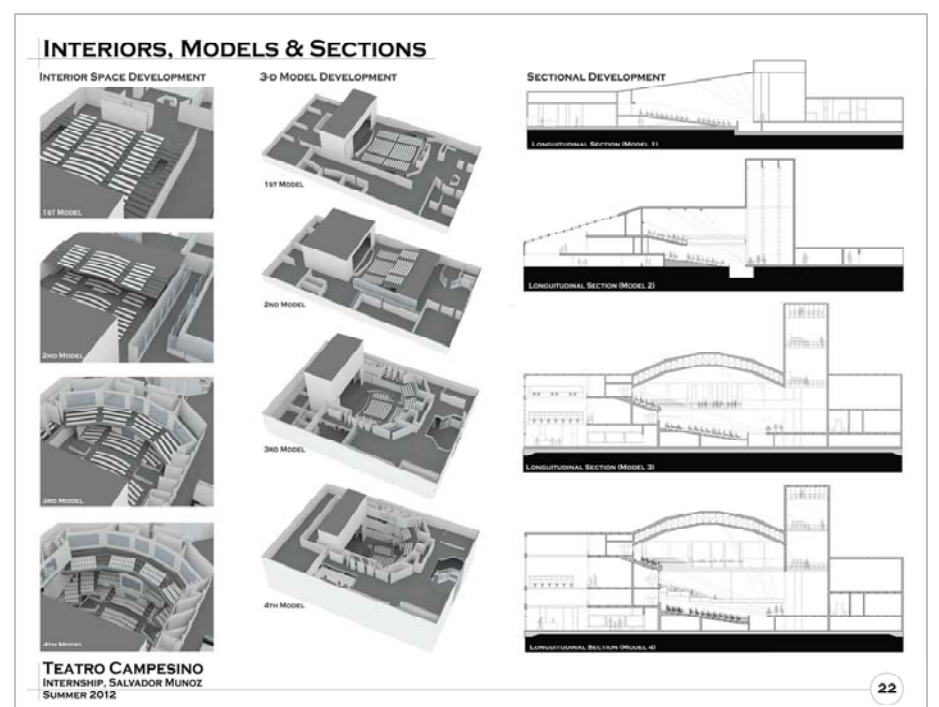 INTERIORS, MODELS & SECTIONS
INTERIOR SPACE DEVELOPMENT
3-D MODEL DEVELOPMENT
SECTIONAL DEVELOPMENT
1ST MODEL
1ST MODEL
LONGITUDINAL SECTION (MODEL 1)
2ND MODEL
2ND MODEL
LONGITUDINAL SECTION (MODEL 2)
3RD MODEL
3RD MODEL
LONGUITUDINAL SECTION (MODEL 3)
4TH MODEL
4TH MODEL
LONGUITUDINAL SECTION (MODEL 4)
TEATRO CAMPESINO
INTERNSHIP, SALVADOR MUNOZ
SUMMER 2012
22